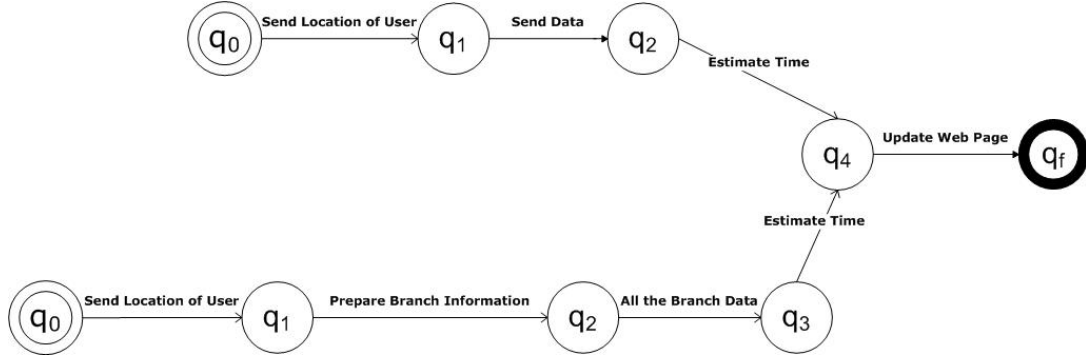 Send Location of User
Send Data
q0
q1
q2
Estimate Time
Update Web Page
q4
qf
Estimate Time
Send Location of User
Prepare Branch Information
All the Branch Data
q0
q1
q2
q3